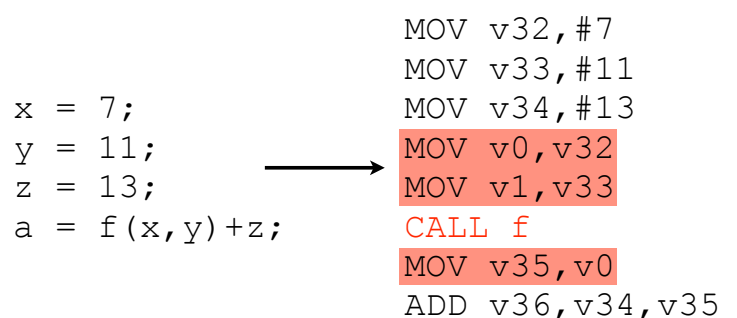 x = 7;
y = 11;
z = 13;
a = f(x,y)+z;
MOV v32,#7
MOV v33,#11
MOV v34,#13
MOV v0,v32
MOV v1,v33
CALL f
MOV v35,v0
ADD v36,v34,v35